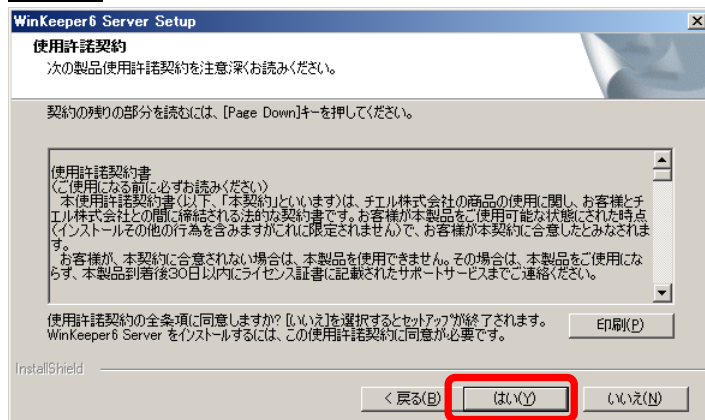 WinKeeper6 Server Setup
使用許諾契約
次の製品使用許諾契約を注意深くお読みください。
契約の残りの部分を読むには、[Page Down]キーを押してください。
使用許諾契約書
(ご使用になる前に必ずお読みください)
本使用許諾契約書(以下、「本契約」といいます)は、チエル株式会社の商品の使用に関し、お客様とチ
エル株式会社との間に締結される法的な契約書です。お客様が本製品をご使用可能な状態にされた時点
(インストールその他の行為を含みますがこれに限定されません)で、お客様が本契約に合意したとみなされま
す。
お客様が、本契約に合意されない場合は、本製品を使用できません。その場合は、本製品をご使用にな
らず、本製品到着後30日以内にライセンス証書に記載されたサポートサービスまでご連絡ください。
使用許諾契約の全条項に同意しますか? [いいえ]を選択するとセットアップが終了されます。
WinKeeper6 Server をインストールするには、この使用許諾契約に同意が必要です。
印刷(P)
InstallShield
< 戻る(B)
はい(Y)
いいえ(N)